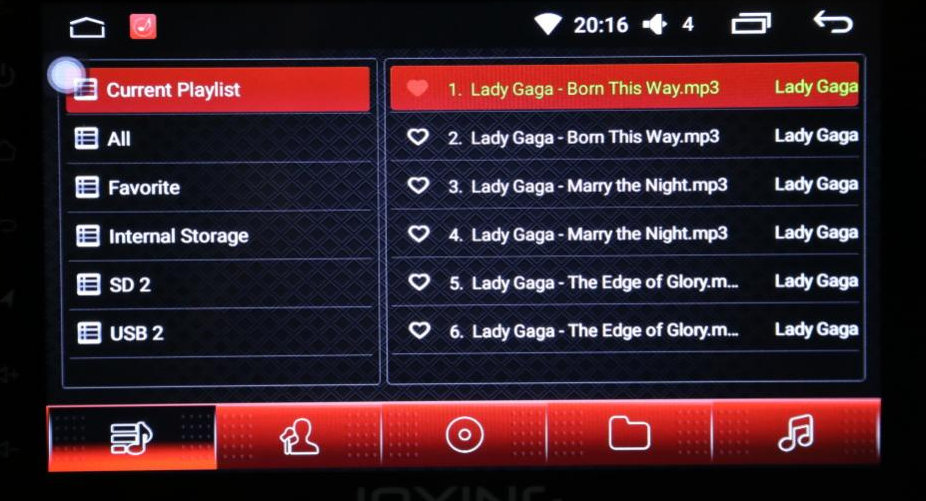 20:16 4
Current Playlist
All
Favorite
Internal Storage
SD 2
USB 2
1. Lady Gaga - Born This Way.mp3 Lady Gaga
2. Lady Gaga - Born This Way.mp3 Lady Gaga
3. Lady Gaga - Marry the Night.mp3 Lady Gaga
4. Lady Gaga - Marry the Night.mp3 Lady Gaga
5. Lady Gaga - The Edge of Glory.m... Lady Gaga
6. Lady Gaga - The Edge of Glory.m... Lady Gaga